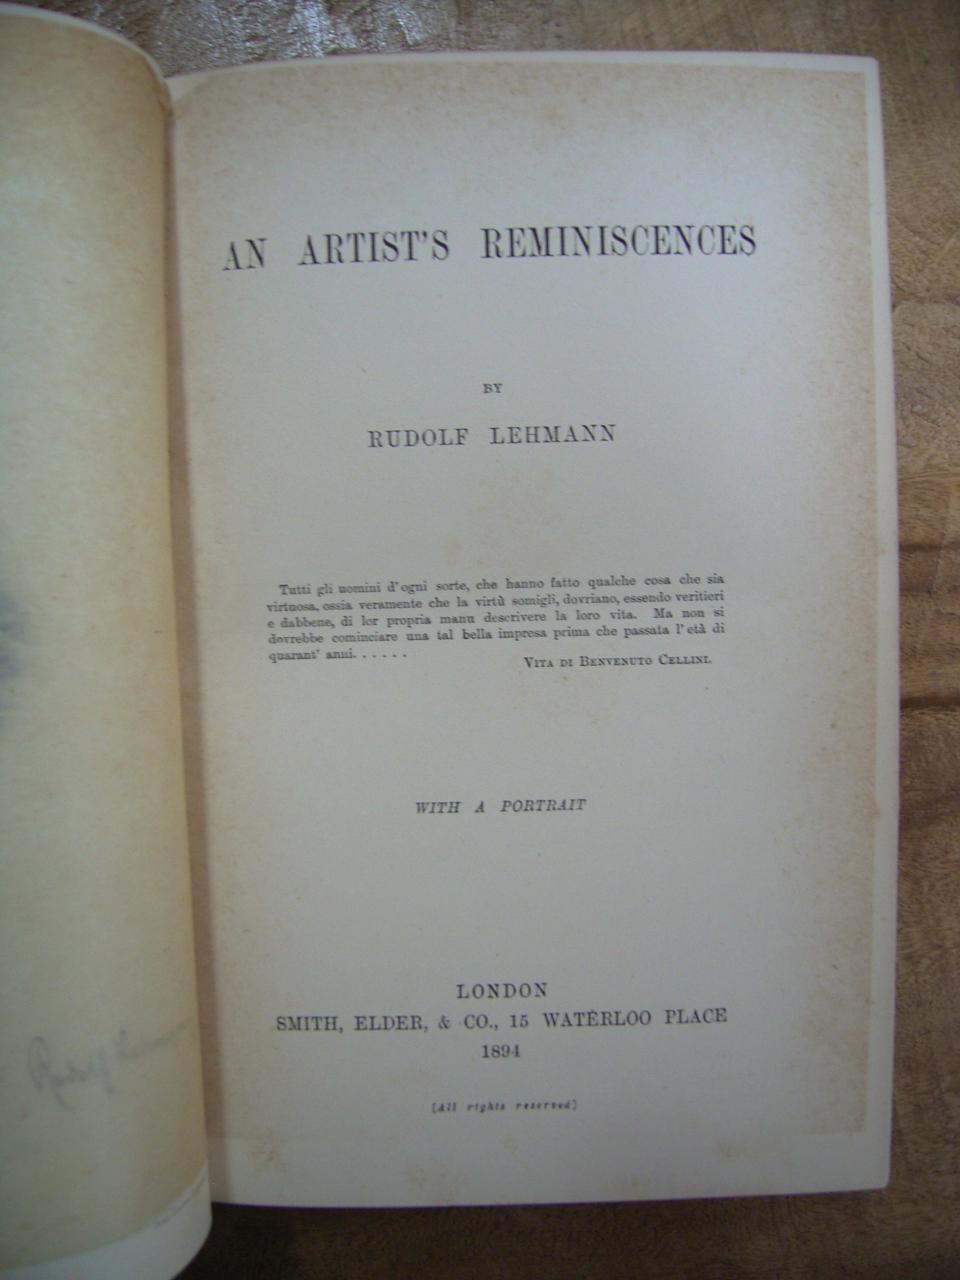 AN ARTIST'S REMINISCENCES
BY
RUDOLF LEHMANN
Tutti gli uomini d'ogni sorte, che hanno fatto qualche cosa che sia
virtuosa, ossia veramente che la virtù somigli, dovriano, essendo veritieri
e dabbene, di lor propria manu descrivere la loro vita. Ma non si
dovrebbe cominciare una tal bella impresa prima che passata l'età di
quarant' anni. . . . . .
VITA DI BENVENUTO CELLINI.
WITH A PORTRAIT
LONDON
SMITH, ELDER, & CO., 15 WATERLOO PLACE
1894
[All rights reserved]
Rudolf